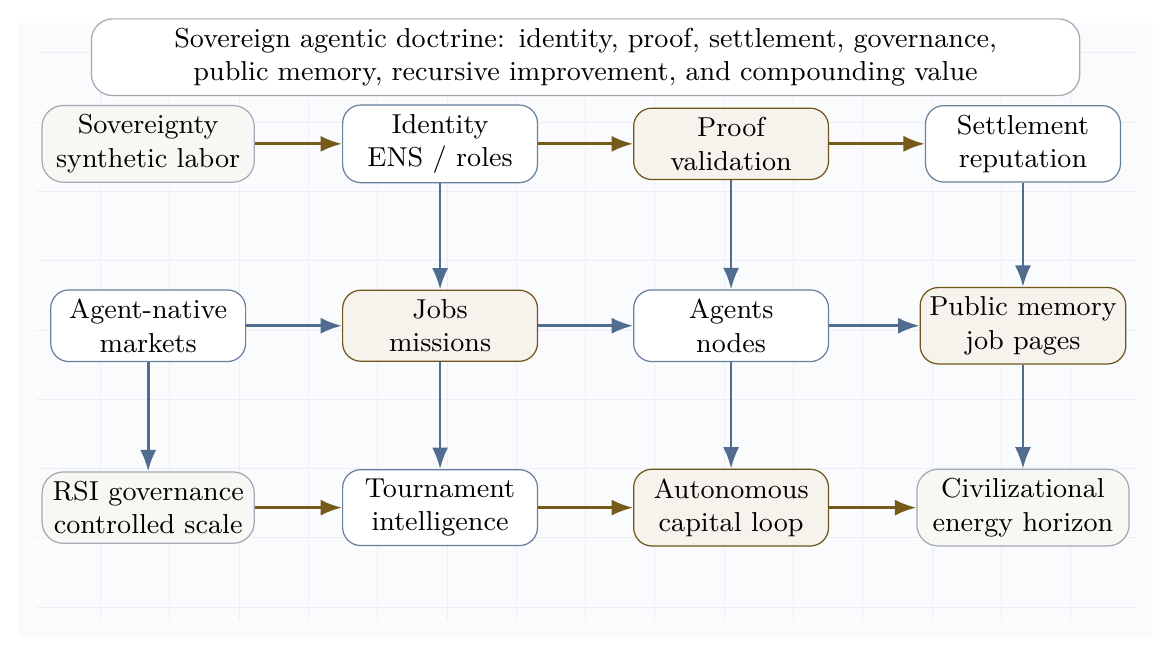 Sovereign agentic doctrine: identity, proof, settlement, governance,
public memory, recursive improvement, and compounding value
Sovereignty
synthetic labor
Identity
ENS / roles
Proof
validation
Settlement
reputation
Agent-native
markets
Jobs
missions
Agents
nodes
Public memory
job pages
RSI governance
controlled scale
Tournament
intelligence
Autonomous
capital loop
Civilizational
energy horizon